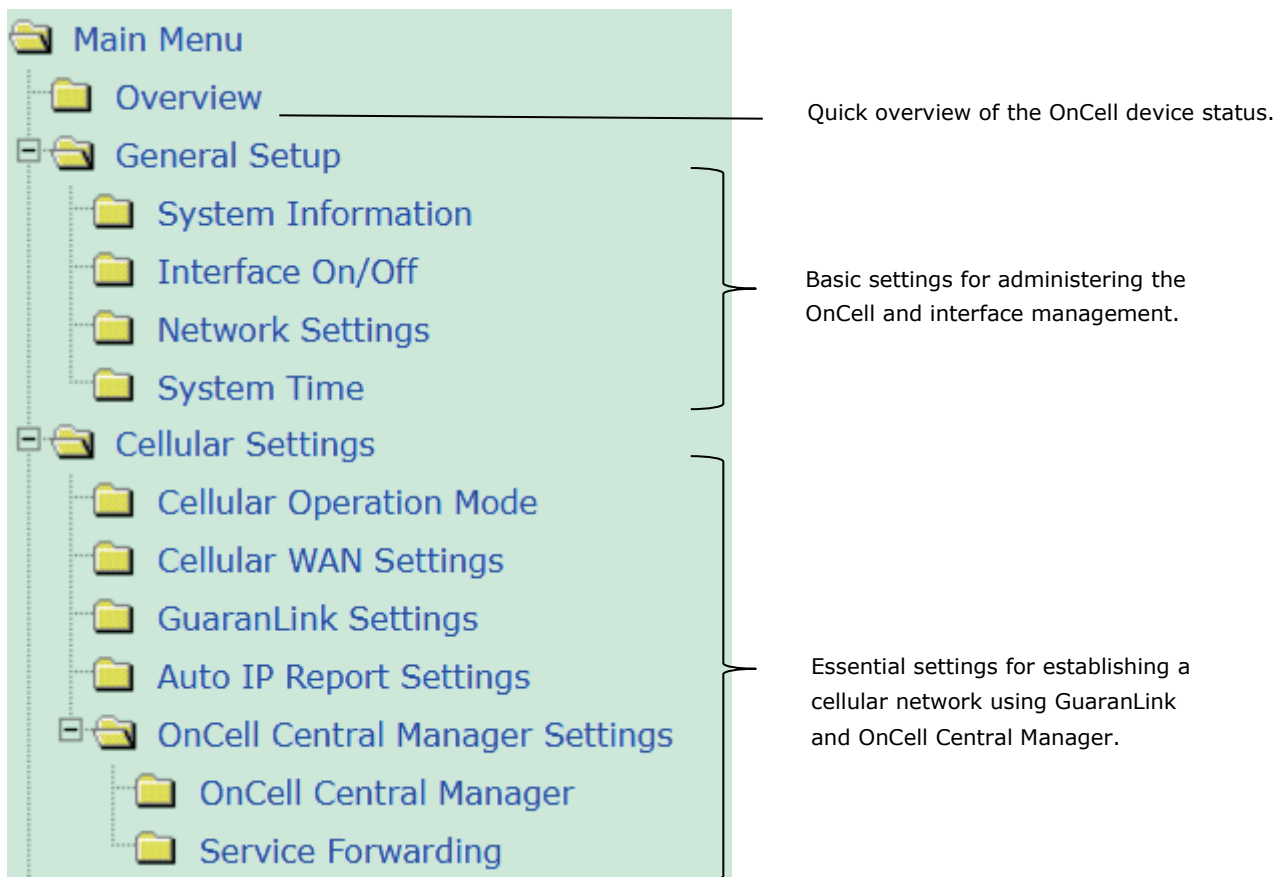 Main Menu
Overview
Quick overview of the OnCell device status.
General Setup
System Information
Interface On/Off
Network Settings
System Time
Basic settings for administering the
OnCell and interface management.
Cellular Settings
Cellular Operation Mode
Cellular WAN Settings
GuaranLink Settings
Auto IP Report Settings
OnCell Central Manager Settings
OnCell Central Manager
Service Forwarding
Essential settings for establishing a
cellular network using GuaranLink
and OnCell Central Manager.